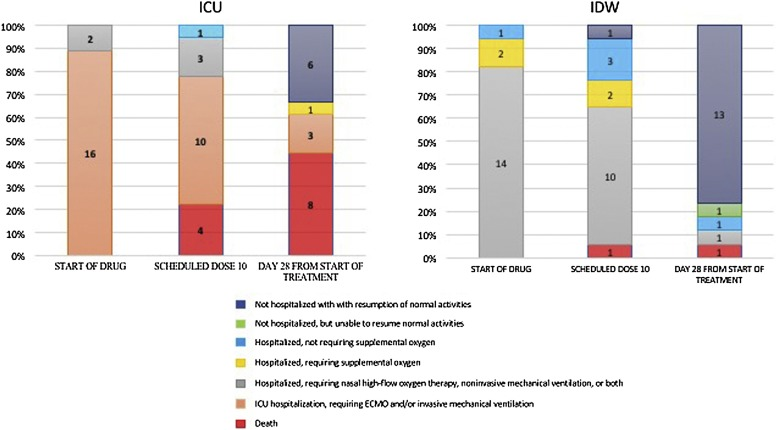 ICU
100%
90%
80%
70%
60%
50%
40%
30%
20%
10%
0%
2
16
1
3
10
4
6
1
3
8
START OF DRUG
SCHEDULED DOSE 10
DAY 28 FROM START OF
TREATMENT
IDW
100%
90%
80%
70%
60%
50%
40%
30%
20%
10%
0%
1
2
14
1
3
2
10
1
13
1
1
1
1
START OF DRUG
SCHEDULED DOSE 10
DAY 28 FROM START OF
TREATMENT
Not hospitalized with with resumption of normal activities
Not hospitalized, but unable to resume normal activities
Hospitalized, not requiring supplemental oxygen
Hospitalized, requiring supplemental oxygen
Hospitalized, requiring nasal high-flow oxygen therapy, noninvasive mechanical ventilation, or both
ICU hospitalization, requiring ECMO and/or invasive mechanical ventilation
Death